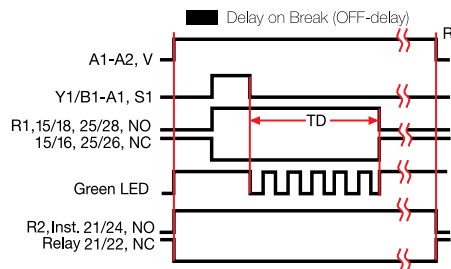 Delay on Break (OFF-delay)
R
A1-A2, V
Y1/B1-A1, S1
R1,15/18, 25/28, NO
TD
15/16, 25/26, NC
Green LED
R2,Inst. 21/24, NO
Relay 21/22, NC